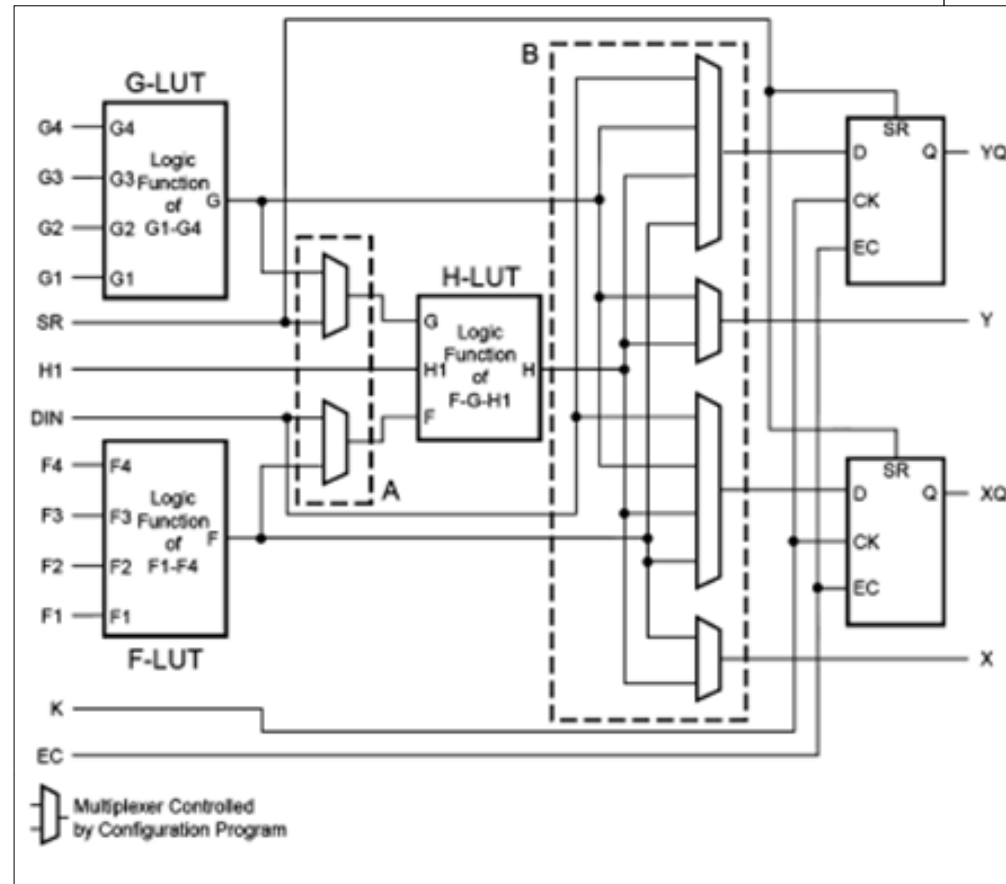 B
G-LUT
G4
G4
Logic
G3
G3 Function
of
G
G2
G2 G1-G4
G1
G1
SR
H1
DIN
H-LUT
G
Logic
Function
H1
H
of
F-G-H1
F
A
F4
F4
Logic
F3
F3 Function
of
F
F2
F2 F1-F4
F1
F1
F-LUT
K
EC
SR
D
Q
YQ
CK
EC
Y
SR
D
Q
XQ
CK
EC
X
Multiplexer Controlled
by Configuration Program